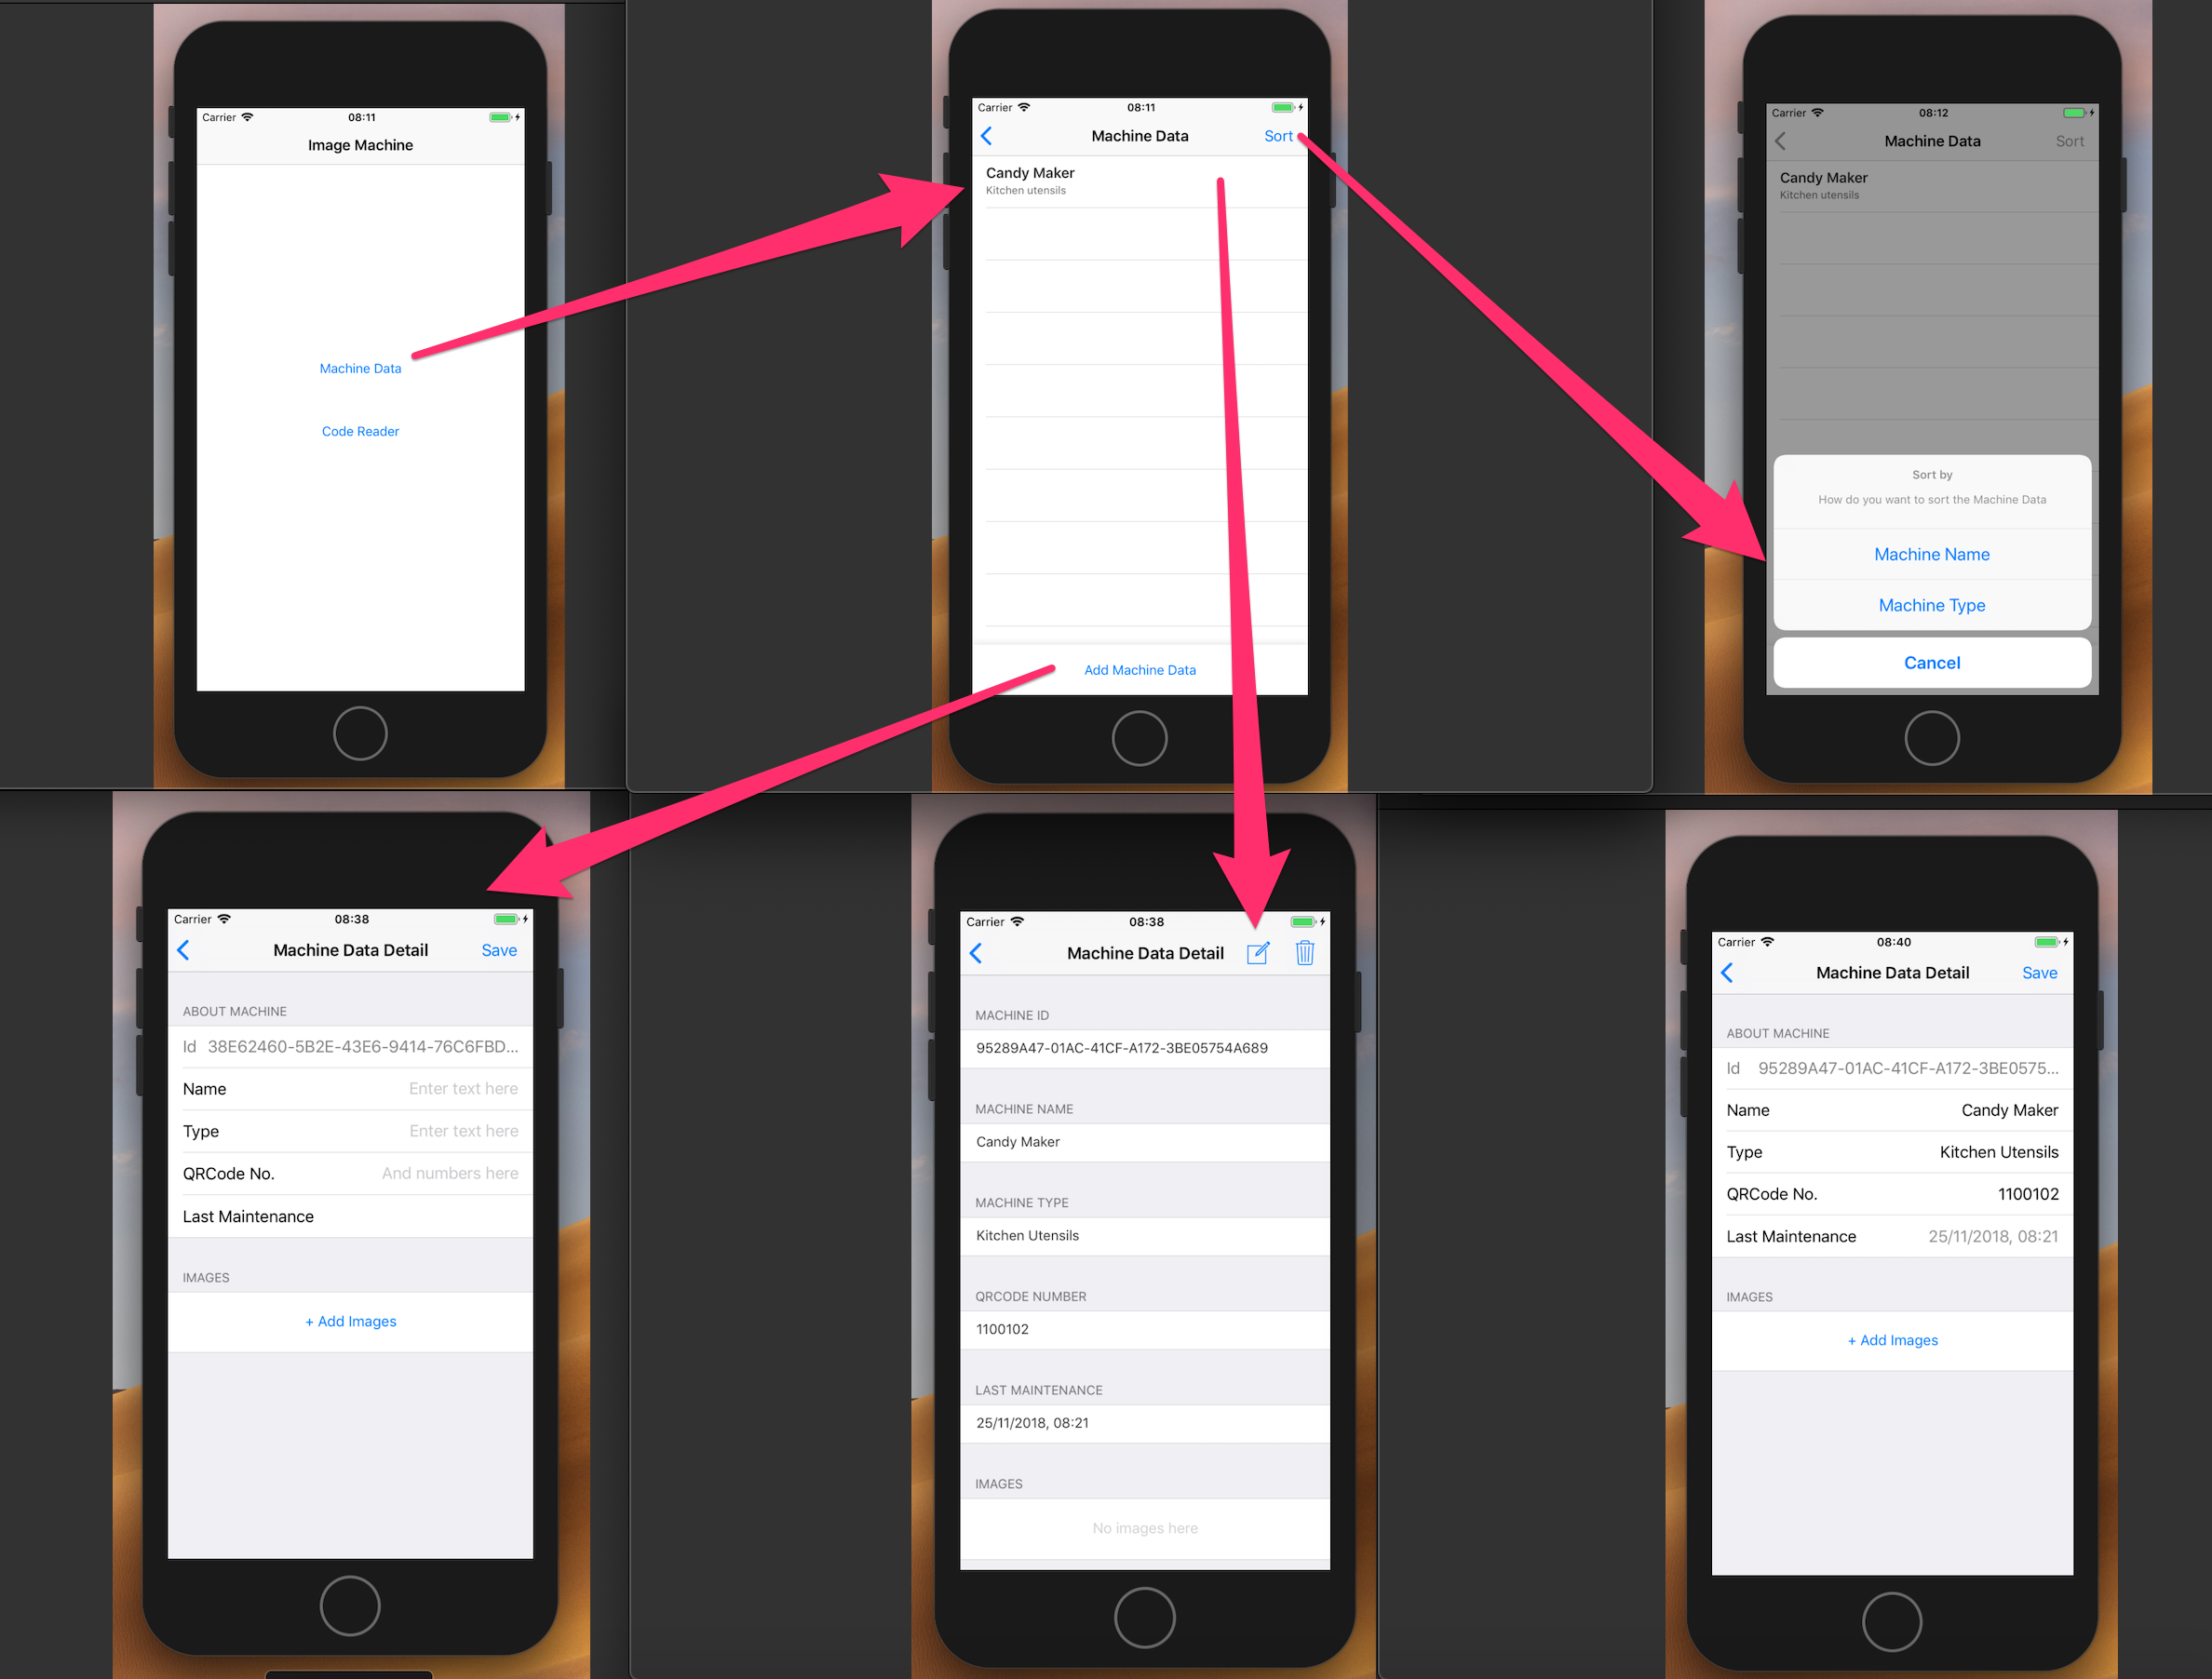 Carrier 08:11
Image Machine
Machine Data
Code Reader
Carrier 08:11
Machine Data Sort
Candy Maker
Kitchen utensils
Add Machine Data
Carrier 08:12
Machine Data Sort
Candy Maker
Kitchen utensils
Sort by
How do you want to sort the Machine Data
Machine Name
Machine Type
Cancel
Carrier 08:38
Machine Data Detail Save
ABOUT MACHINE
Id 38E62460-5B2E-43E6-9414-76C6FBD...
Name Enter text here
Type Enter text here
QRCode No. And numbers here
Last Maintenance
IMAGES
+ Add Images
Carrier 08:38
Machine Data Detail
MACHINE ID
95289A47-01AC-41CF-A172-3BE05754A689
MACHINE NAME
Candy Maker
MACHINE TYPE
Kitchen Utensils
QRCODE NUMBER
1100102
LAST MAINTENANCE
25/11/2018, 08:21
IMAGES
No images here
Carrier 08:40
Machine Data Detail Save
ABOUT MACHINE
Id 95289A47-01AC-41CF-A172-3BE0575...
Name Candy Maker
Type Kitchen Utensils
QRCode No. 1100102
Last Maintenance 25/11/2018, 08:21
IMAGES
+ Add Images